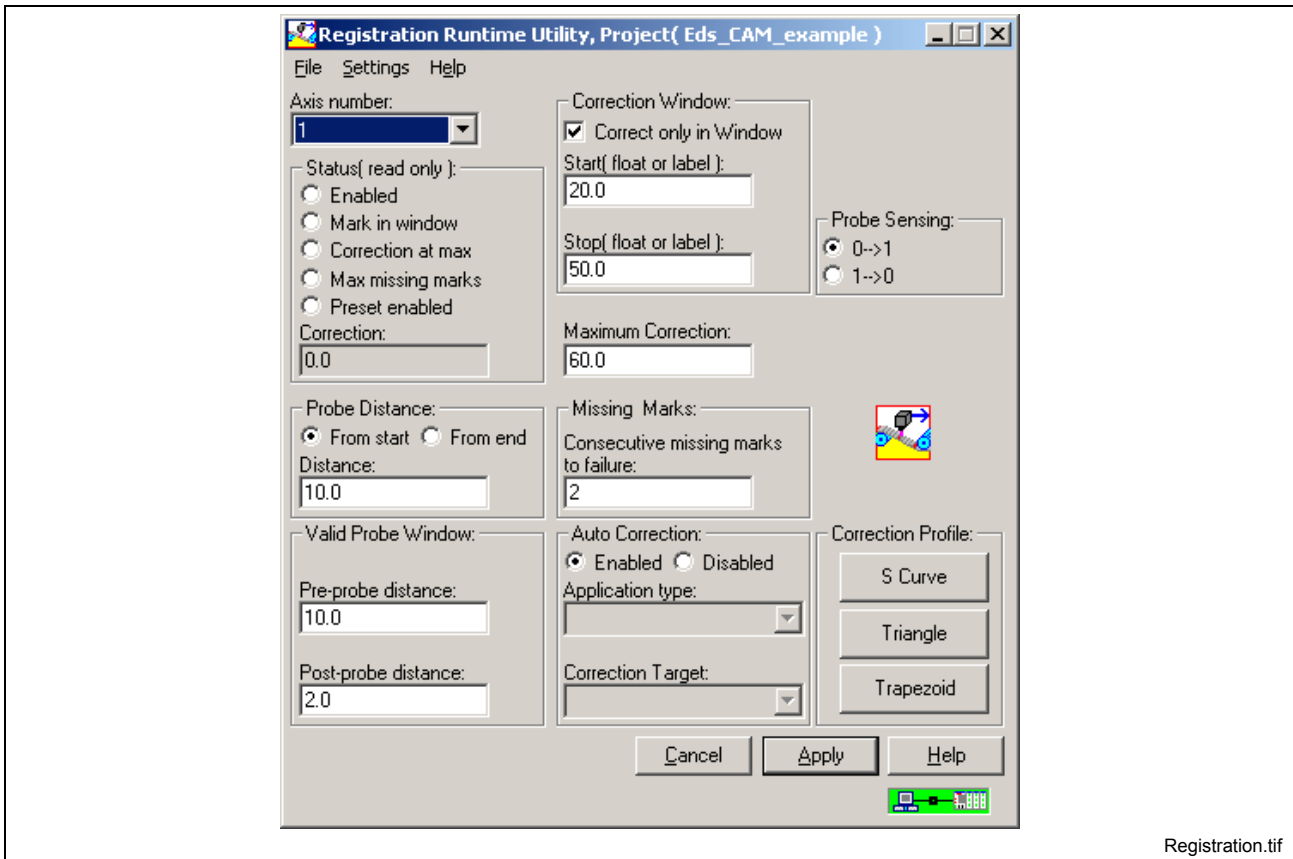 Registration Runtime Utility, Project( Eds_CAM_example )
File Settings Help
Axis number:
1
Status( read only ):
Enabled
Mark in window
Correction at max
Max missing marks
Preset enabled
Correction:
0.0
Correction Window:
Correct only in Window
Start( float or label ):
20.0
Stop( float or label ):
50.0
Probe Sensing:
0-->1
1-->0
Maximum Correction:
60.0
Probe Distance:
From start From end
Distance:
10.0
Missing Marks:
Consecutive missing marks
to failure:
2
Valid Probe Window:
Pre-probe distance:
10.0
Post-probe distance:
2.0
Auto Correction:
Enabled Disabled
Application type:
Correction Target:
Correction Profile:
S Curve
Triangle
Trapezoid
Cancel Apply Help
Registration.tif